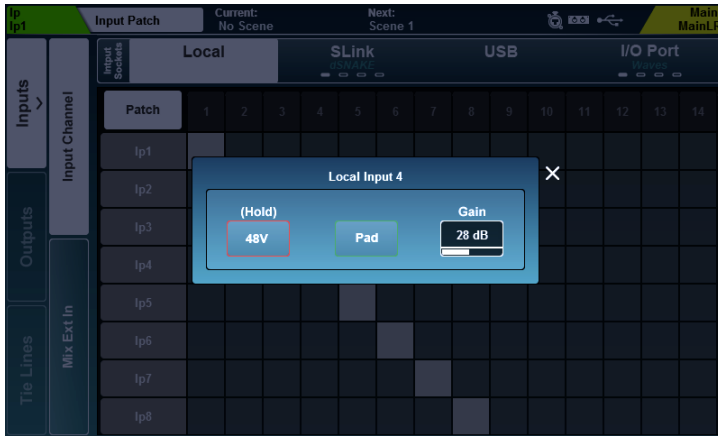 Ip
Ip1
Input Patch
Current:
No Scene
Next:
Scene 1
Main
MainLR
Inputs
Outputs
Tie Lines
Input Channel
Mix Ext In
Intput
Sockets
Local
SLink
dSNAKE
USB
I/O Port
Waves
Patch
1 2 3 4 5 6 7 8 9 10 11 12 13 14
Ip1
Ip2
Ip3
Ip4
Ip5
Ip6
Ip7
Ip8
Local Input 4
(Hold)
48V
Pad
Gain
28 dB